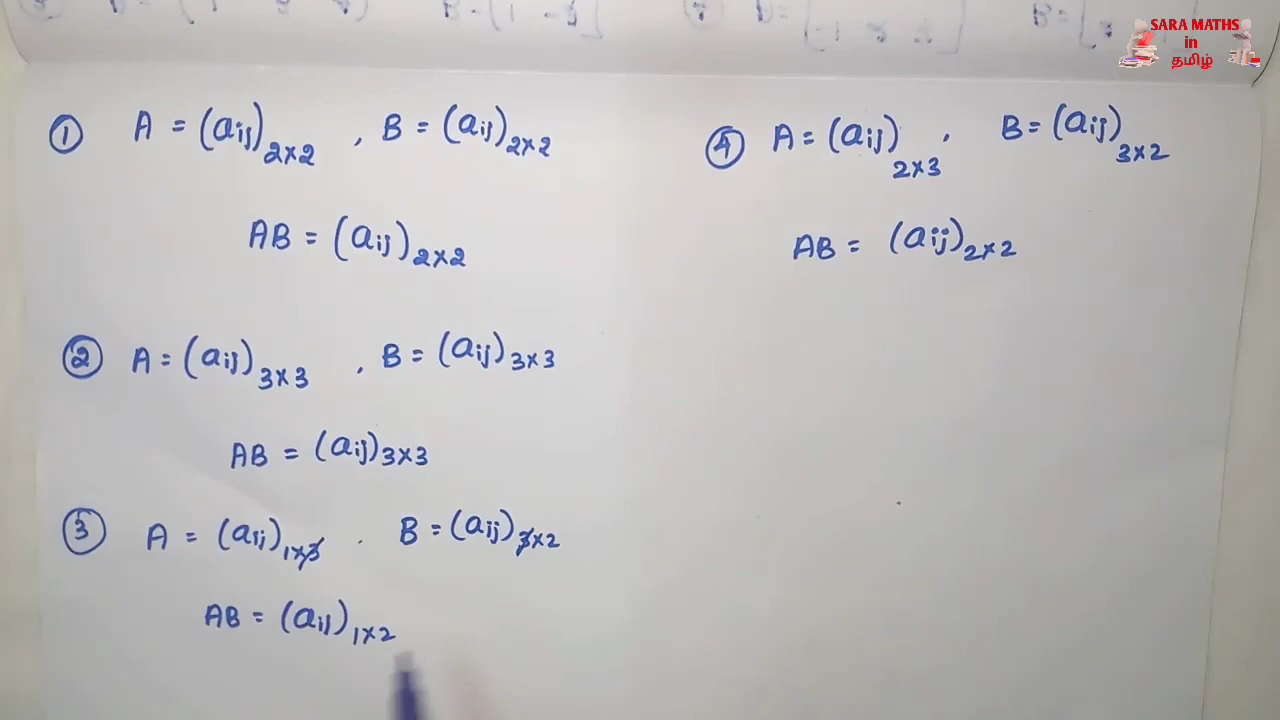 SARA MATHS
in
தமிழ்
① A = (aij)2×2 , B = (aij)2×2
AB = (aij)2×2
② A = (aij)3×3 , B = (aij)3×3
AB = (aij)3×3
③ A = (aij)1×3 . B = (aij)3×2
AB = (aij)1×2
④ A = (aij)2×3 , B = (aij)3×2
AB = (aij)2×2